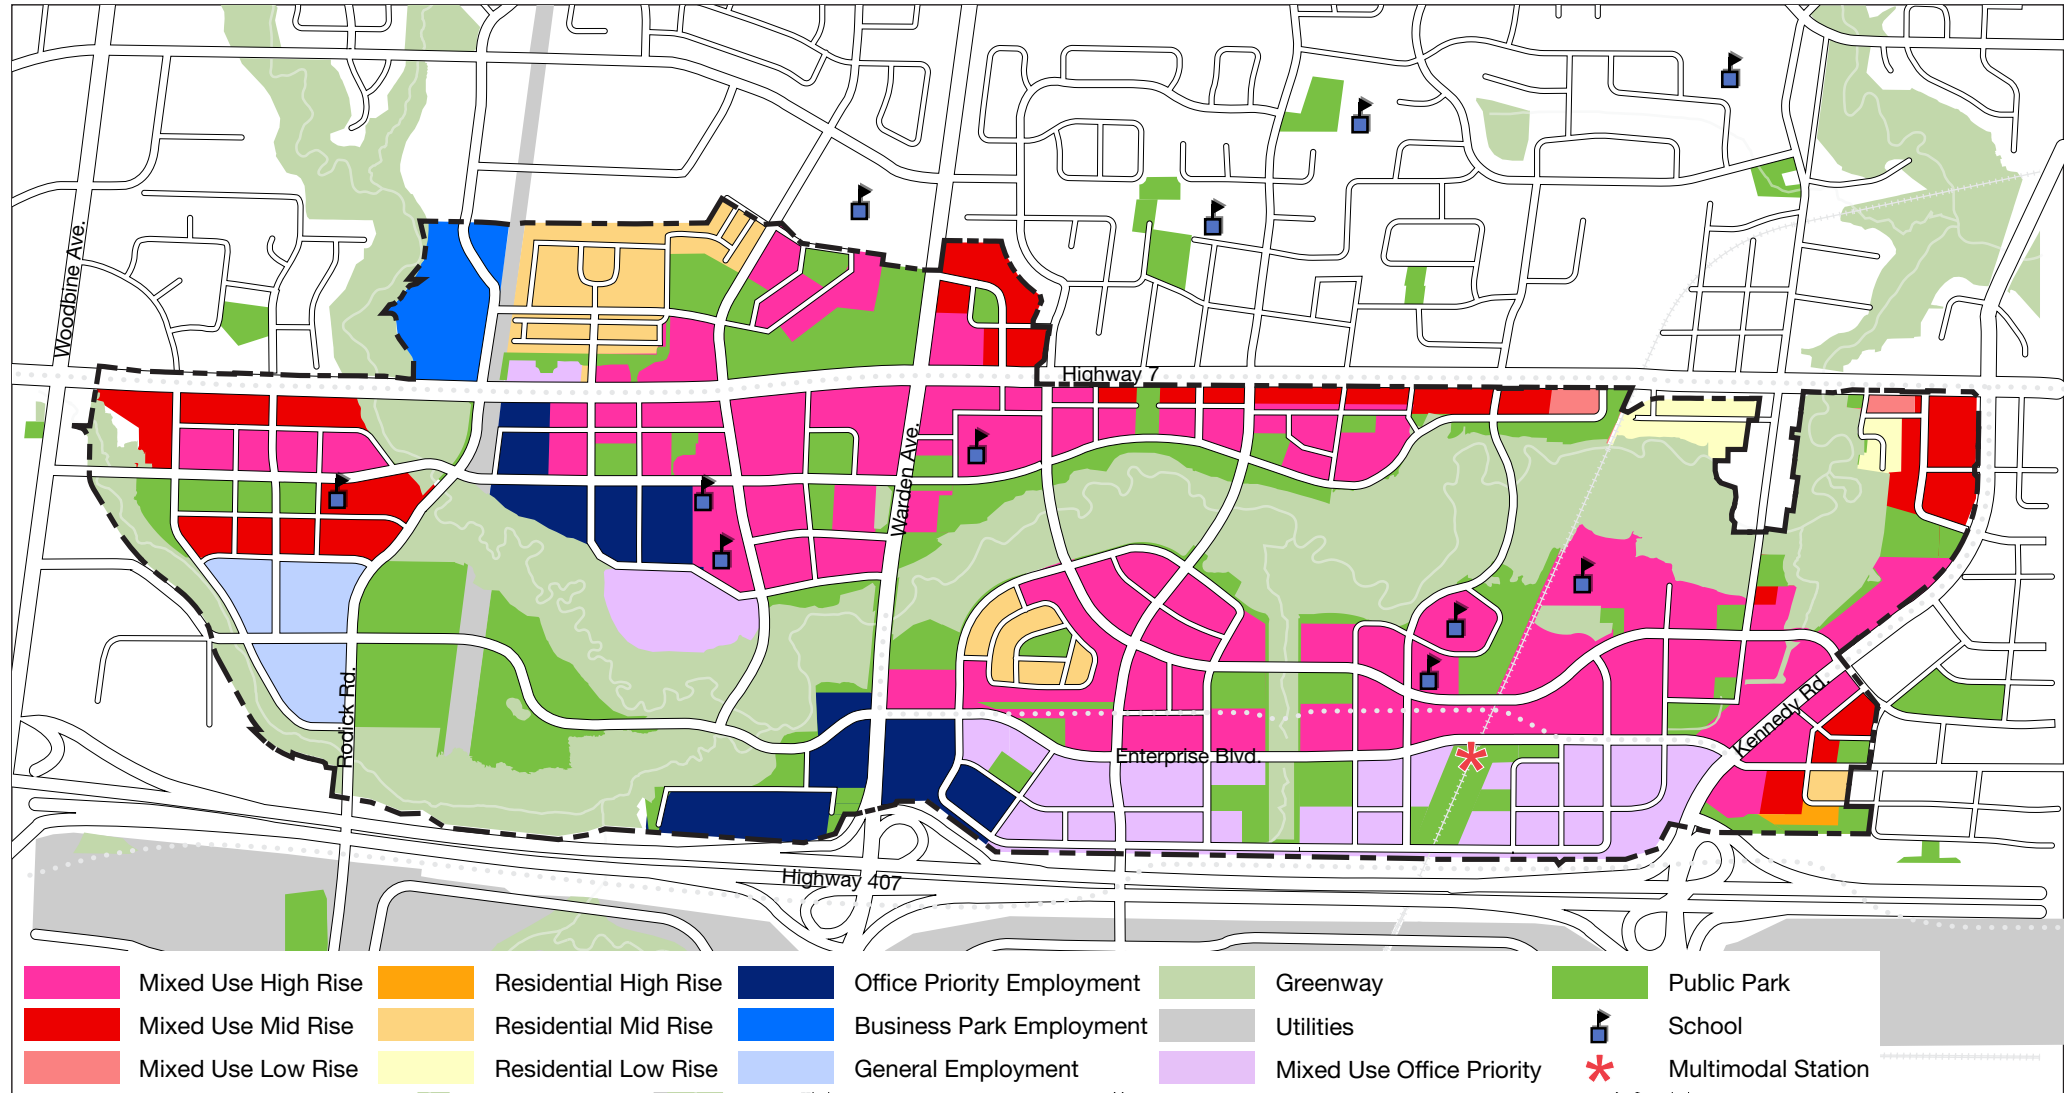 Woodbine Ave.
Highway 7
Warden Ave.
Rodick Rd.
Kennedy Rd.
Enterprise Blvd.
Highway 407
Mixed Use High Rise
Residential High Rise
Office Priority Employment
Greenway
Public Park
Mixed Use Mid Rise
Residential Mid Rise
Business Park Employment
Utilities
School
Mixed Use Low Rise
Residential Low Rise
General Employment
Mixed Use Office Priority
Multimodal Station